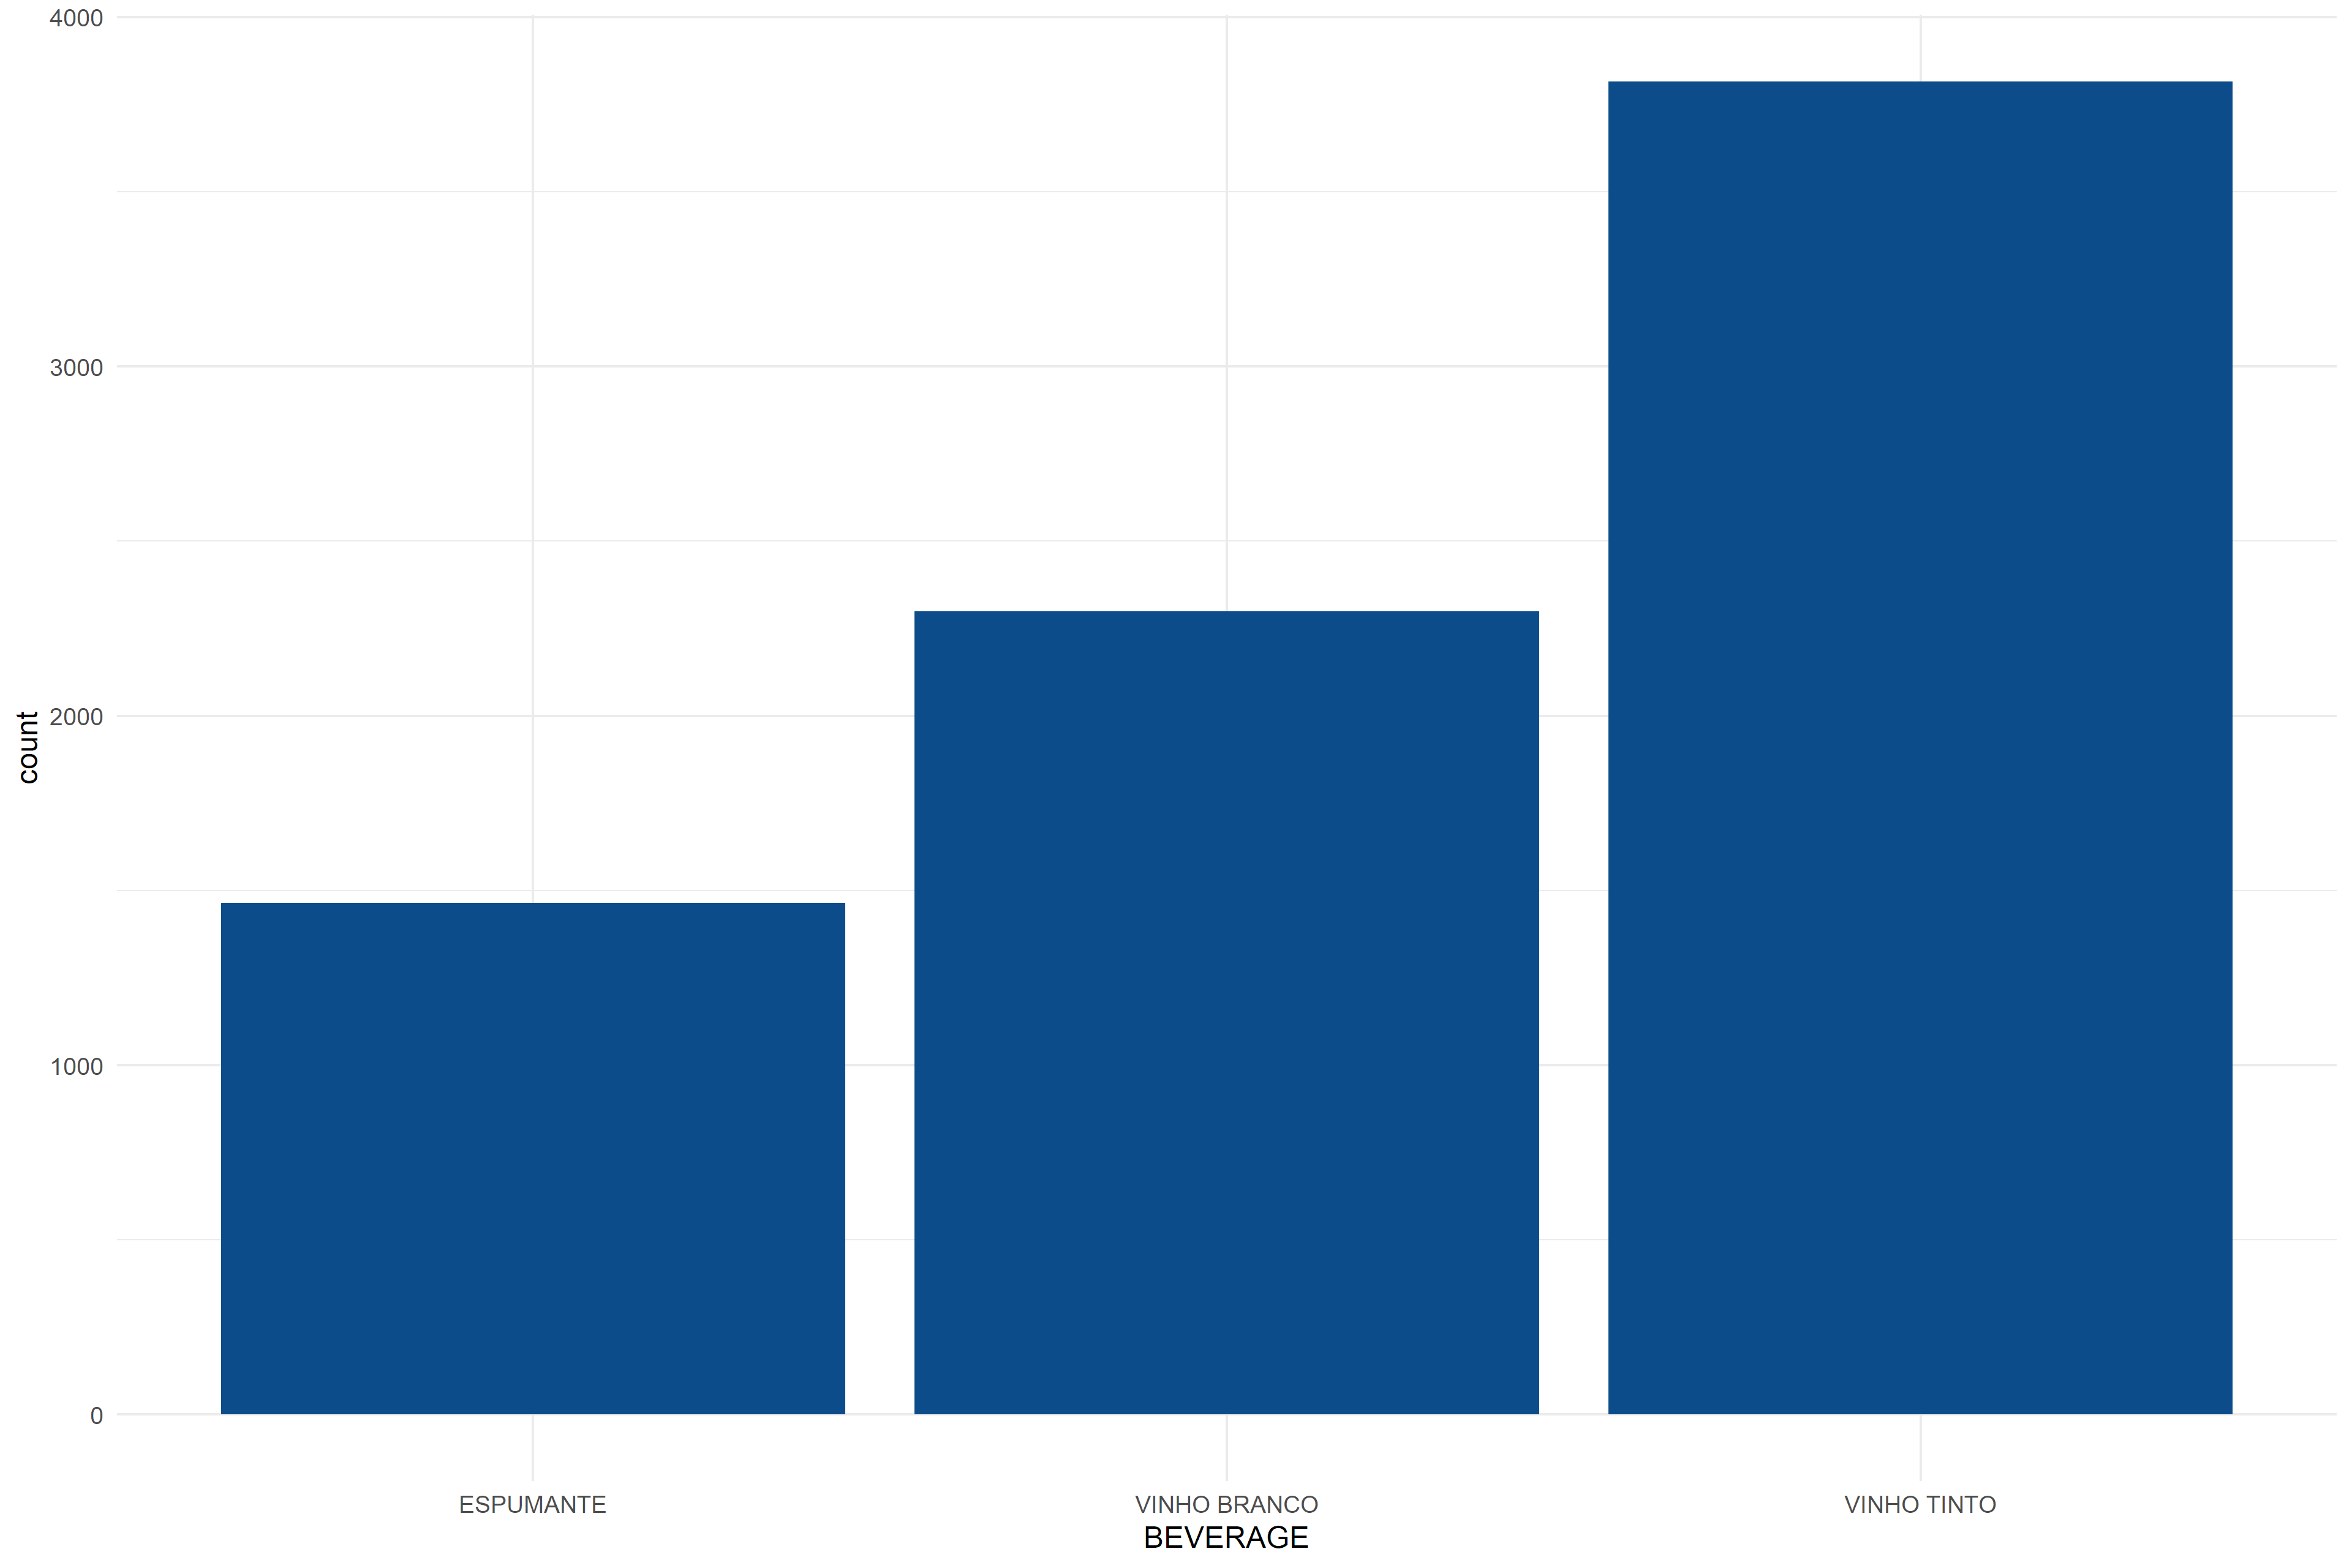 4000
3000
2000
1000
0
count
ESPUMANTE
VINHO BRANCO
VINHO TINTO
BEVERAGE